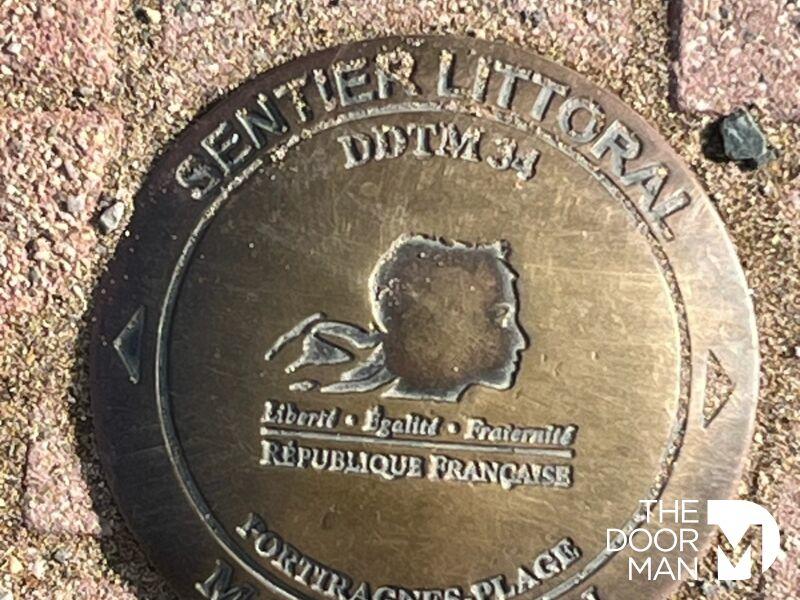 SENTIER LITTORAL
DDTM 34
Liberté • Égalité • Fraternité
RÉPUBLIQUE FRANÇAISE
PORTIRAGNES-PLAGE
THE
DOOR
MAN